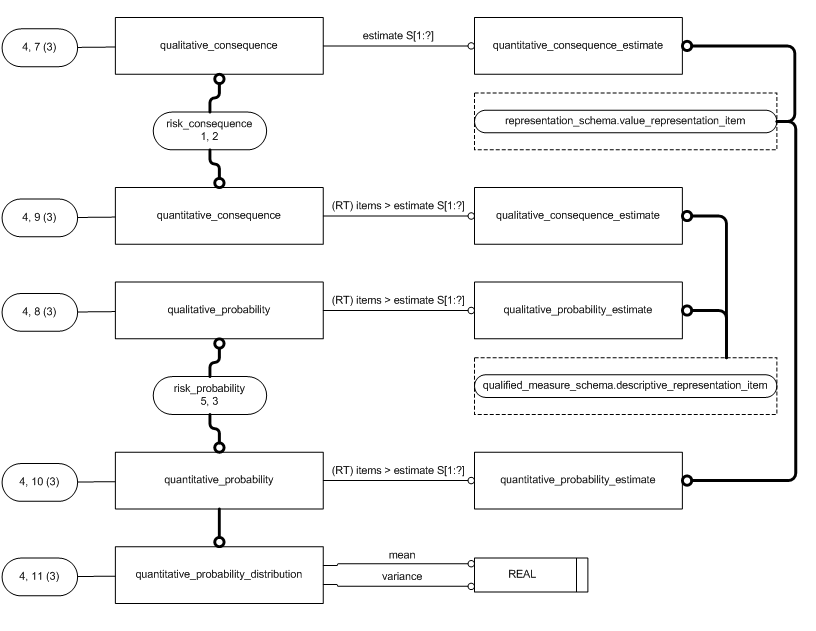 4, 7 (3)
qualitative_consequence
estimate S[1:?]
quantitative_consequence_estimate
risk_consequence
1, 2
representation_schema.value_representation_item
4, 9 (3)
quantitative_consequence
(RT) items > estimate S[1:?]
qualitative_consequence_estimate
4, 8 (3)
qualitative_probability
(RT) items > estimate S[1:?]
qualitative_probability_estimate
risk_probability
5, 3
qualified_measure_schema.descriptive_representation_item
4, 10 (3)
quantitative_probability
(RT) items > estimate S[1:?]
quantitative_probability_estimate
4, 11 (3)
quantitative_probability_distribution
mean
variance
REAL